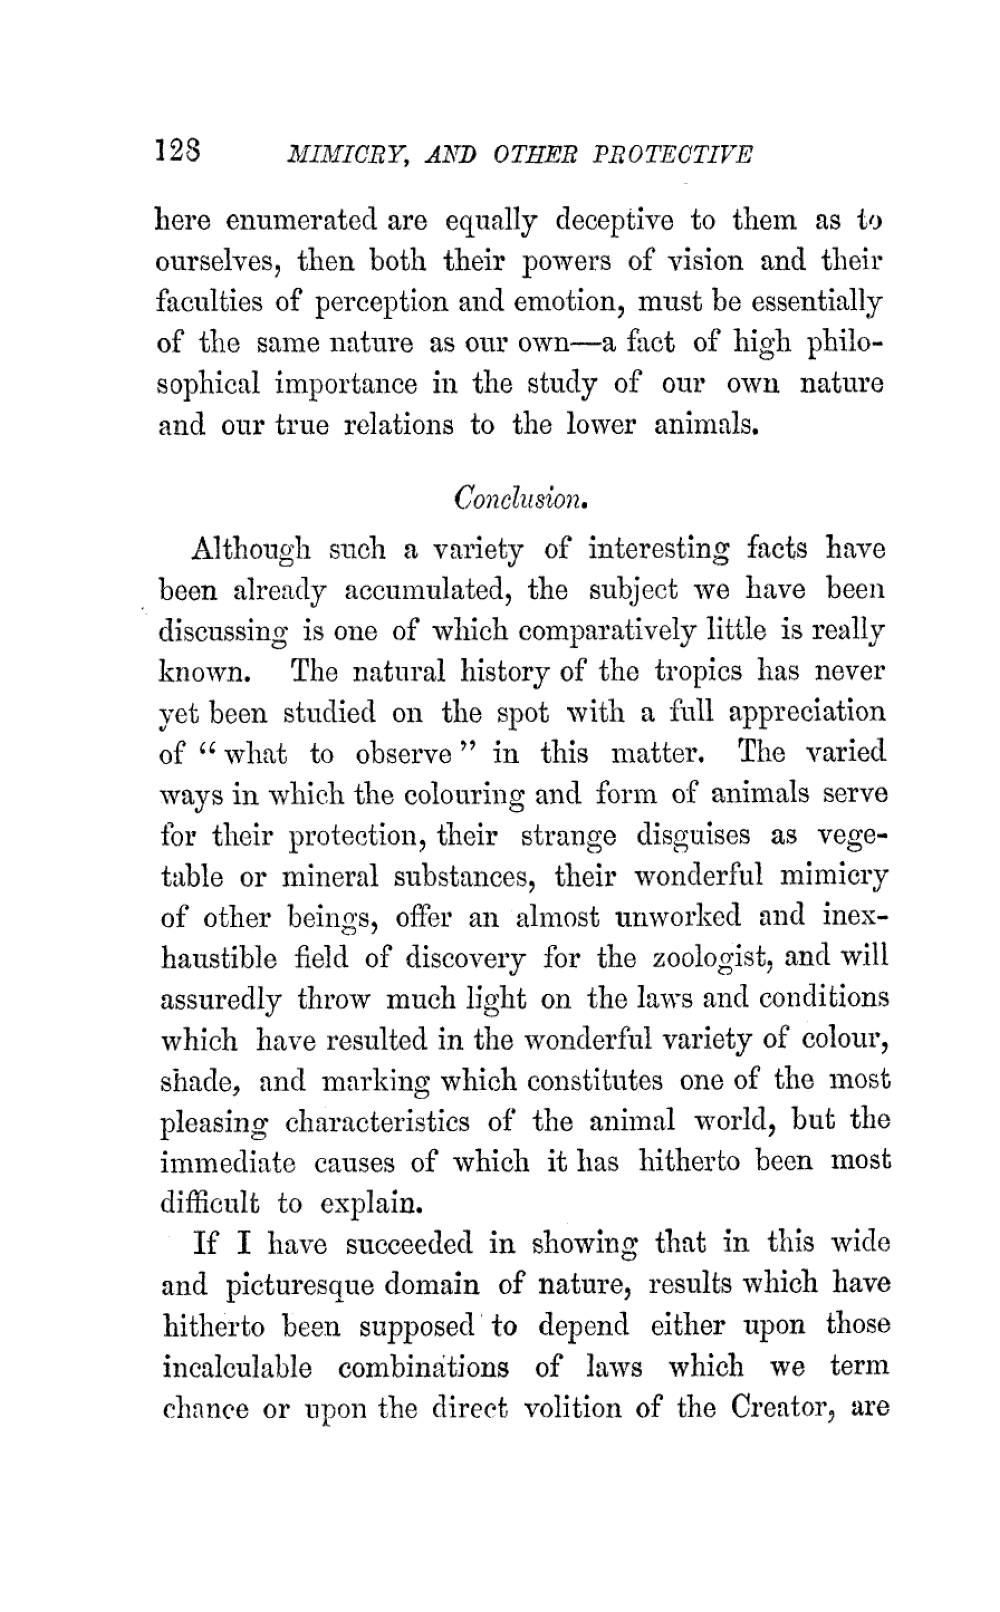 128 MIMICRY, AND OTHER PROTECTIVE
here enumerated are equally deceptive to them as to
ourselves, then both their powers of vision and their
faculties of perception and emotion, must be essentially
of the same nature as our own—a fact of high philo-
sophical importance in the study of our own nature
and our true relations to the lower animals.
Conclusion.
Although such a variety of interesting facts have
been already accumulated, the subject we have been
discussing is one of which comparatively little is really
known. The natural history of the tropics has never
yet been studied on the spot with a full appreciation
of “what to observe” in this matter. The varied
ways in which the colouring and form of animals serve
for their protection, their strange disguises as vege-
table or mineral substances, their wonderful mimicry
of other beings, offer an almost unworked and inex-
haustible field of discovery for the zoologist, and will
assuredly throw much light on the laws and conditions
which have resulted in the wonderful variety of colour,
shade, and marking which constitutes one of the most
pleasing characteristics of the animal world, but the
immediate causes of which it has hitherto been most
difficult to explain.
If I have succeeded in showing that in this wide
and picturesque domain of nature, results which have
hitherto been supposed to depend either upon those
incalculable combinations of laws which we term
chance or upon the direct volition of the Creator, are